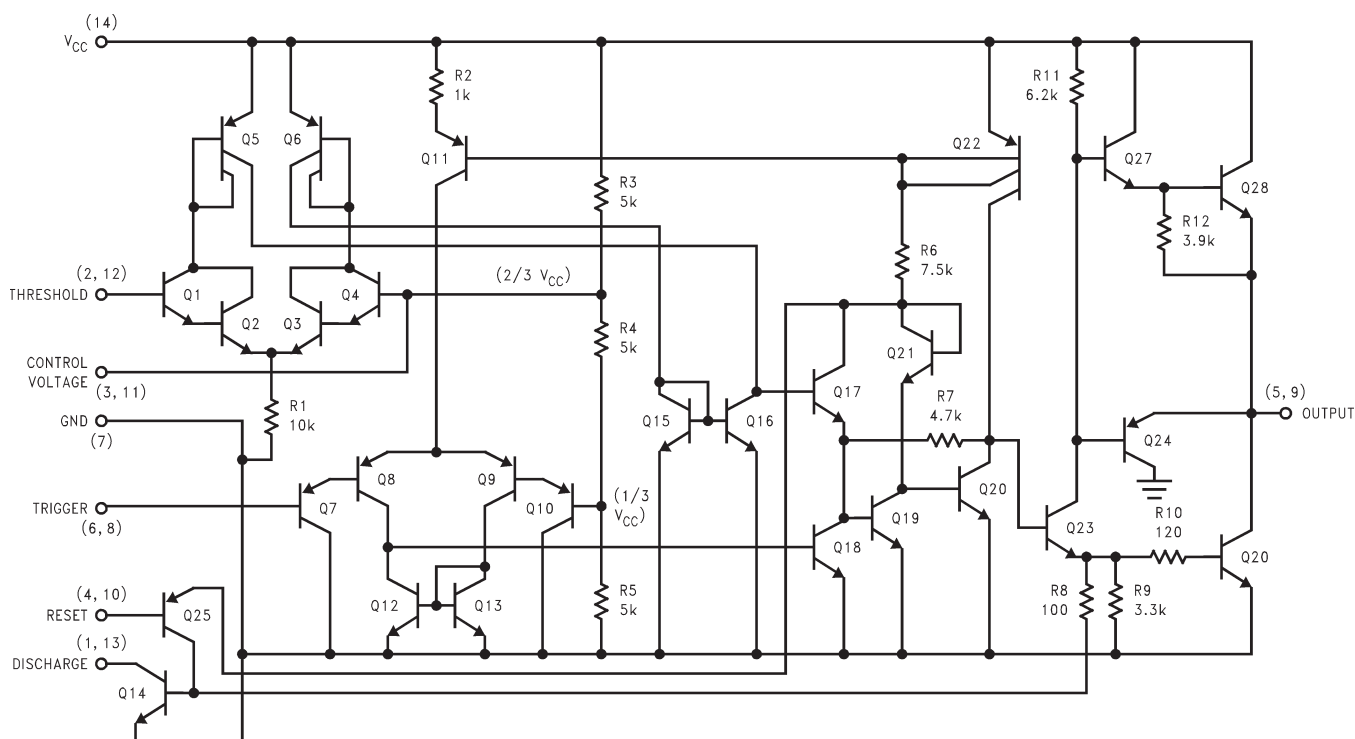 (14)
VCC
R2
1k
R11
6.2k
Q5
Q6
Q11
Q22
Q27
Q28
R3
5k
R12
3.9k
R6
7.5k
(2, 12)
THRESHOLD
Q1
Q2
Q3
Q4
(2/3 VCC)
R4
5k
Q21
CONTROL
VOLTAGE
(3, 11)
R1
10k
GND
(7)
Q15
Q16
Q17
R7
4.7k
(5, 9)
OUTPUT
Q24
TRIGGER
(6, 8)
Q7
Q8
Q9
Q10
(1/3
VCC)
Q18
Q19
Q20
Q23
R10
120
Q20
(4, 10)
RESET
Q25
Q12
Q13
R5
5k
R8
100
R9
3.3k
(1, 13)
DISCHARGE
Q14